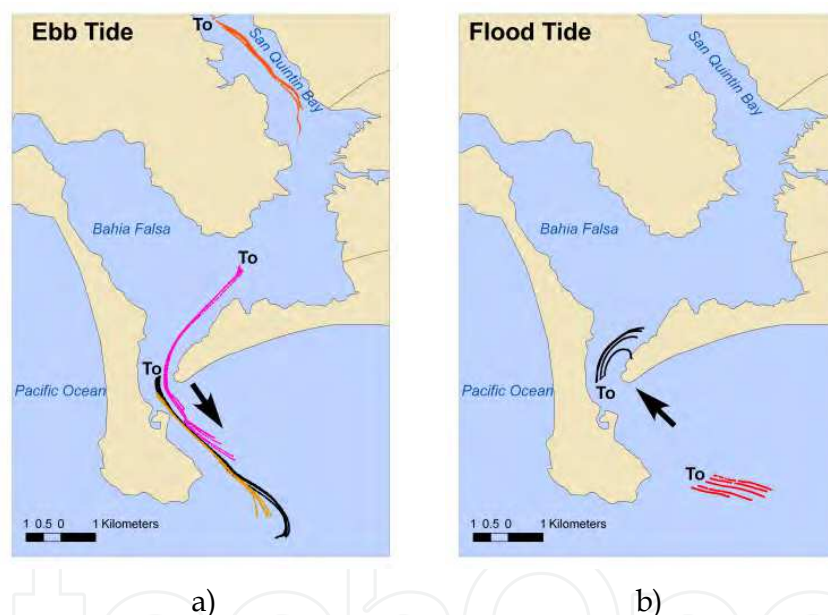 Ebb Tide
To
San Quintin Bay
Bahia Falsa
To
To
Pacific Ocean
1 0.5 0 1 Kilometers
a)
Flood Tide
San Quintin Bay
Bahia Falsa
To
Pacific Ocean
To
1 0.5 0 1 Kilometers
b)